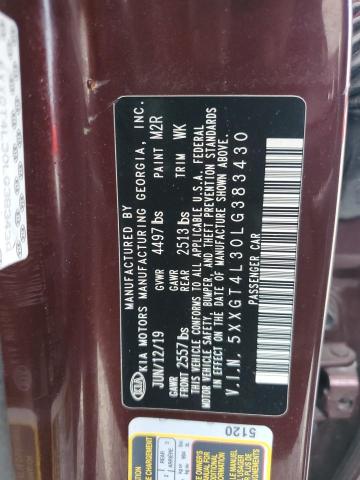 MANUFACTURED BY
KIA KIA MOTORS MANUFACTURING GEORGIA, INC.
JUN/12/19 GVWR 4497 lbs PAINT M2R
GAWR FRONT 2557 lbs GAWR REAR 2513 lbs TRIM WK
THIS VEHICLE CONFORMS TO ALL APPLICABLE U.S.A. FEDERAL
MOTOR VEHICLE SAFETY, BUMPER, AND THEFT PREVENTION STANDARDS
IN EFFECT ON THE DATE OF MANUFACTURE SHOWN ABOVE.
V.I.N. 5XXGT4L30LG383430
PASSENGER CAR
5120